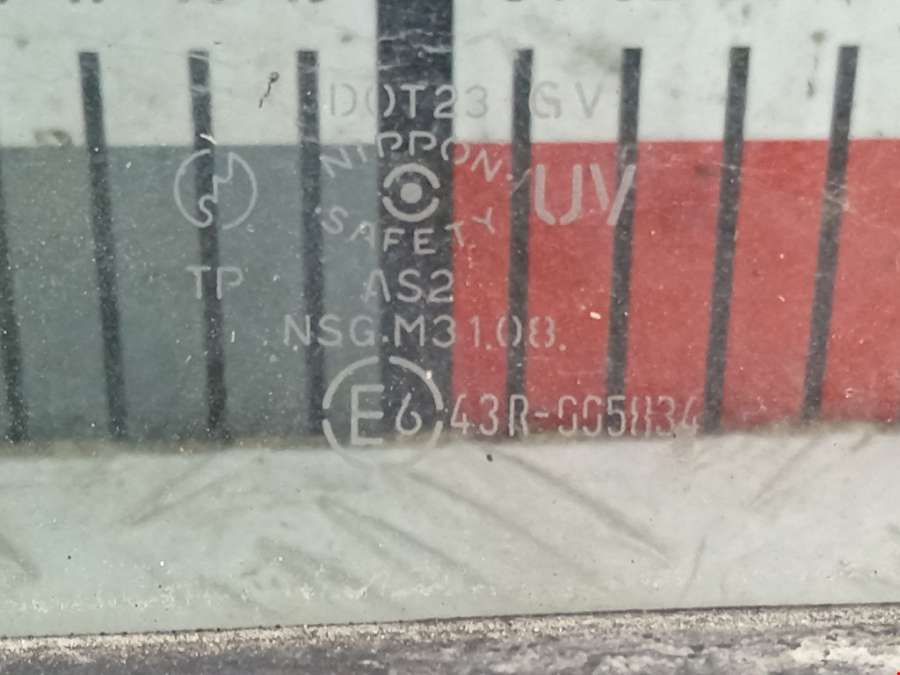 DOT23 GV
NIPPON
SAFETY
UV
TP AS2
NSG.M31.08.
E6 43R-005834